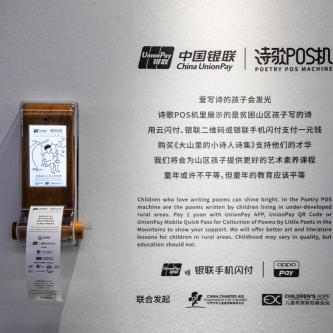 UnionPay
银联
中国银联
China UnionPay
诗歌POS机
POETRY POS MACHINE
爱写诗的孩子会发光
诗歌POS机里展示的是贫困山区孩子写的诗
用云闪付、银联二维码或银联手机闪付支付一元钱
购买《大山里的小诗人诗集》支持他们的才华
我们将会为山区孩子提供更好的艺术素养课程
童年或许不平等，但童年的教育应该平等
Children who love writing poems can shine bright. In the Poetry POS
machine are the poems written by children living in under-developed
rural areas. Pay 1 yuan with UnionPay APP, UnionPay QR Code or
UnionPay Mobile Quick Pass for Collection of Poems by Little Poets in the
Mountains to show your support. We will offer better art and literature
lessons for children in rural areas. Childhood may vary in quality, but
education should not.
UnionPay
银联
银联手机闪付
oppo
Pay
联合发起
CHINA CHARITIES AID
FOUNDATION FOR CHILDREN
CHILDREN'S HOPE